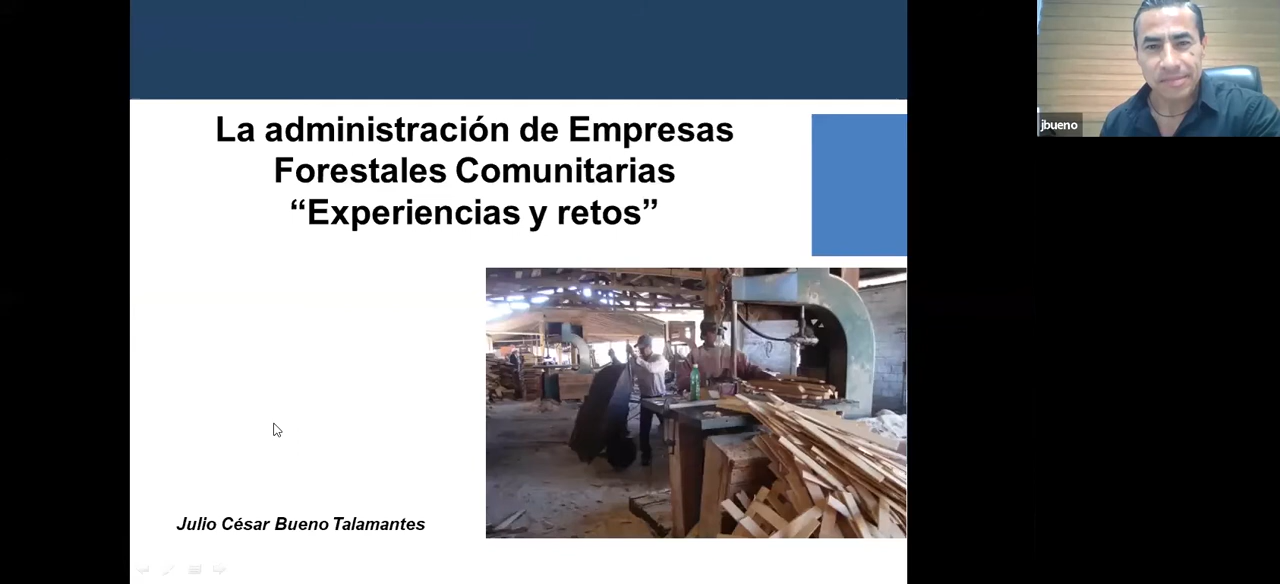 La administración de Empresas
Forestales Comunitarias
“Experiencias y retos”
Julio César Bueno Talamantes
jbueno